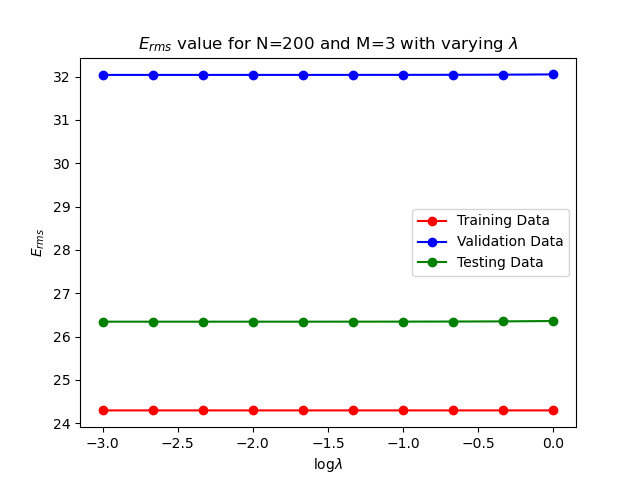 E_rms value for N=200 and M=3 with varying λ
32
31
30
29
28
27
26
25
24
E_rms
Training Data
Validation Data
Testing Data
−3.0 −2.5 −2.0 −1.5 −1.0 −0.5 0.0
logλ